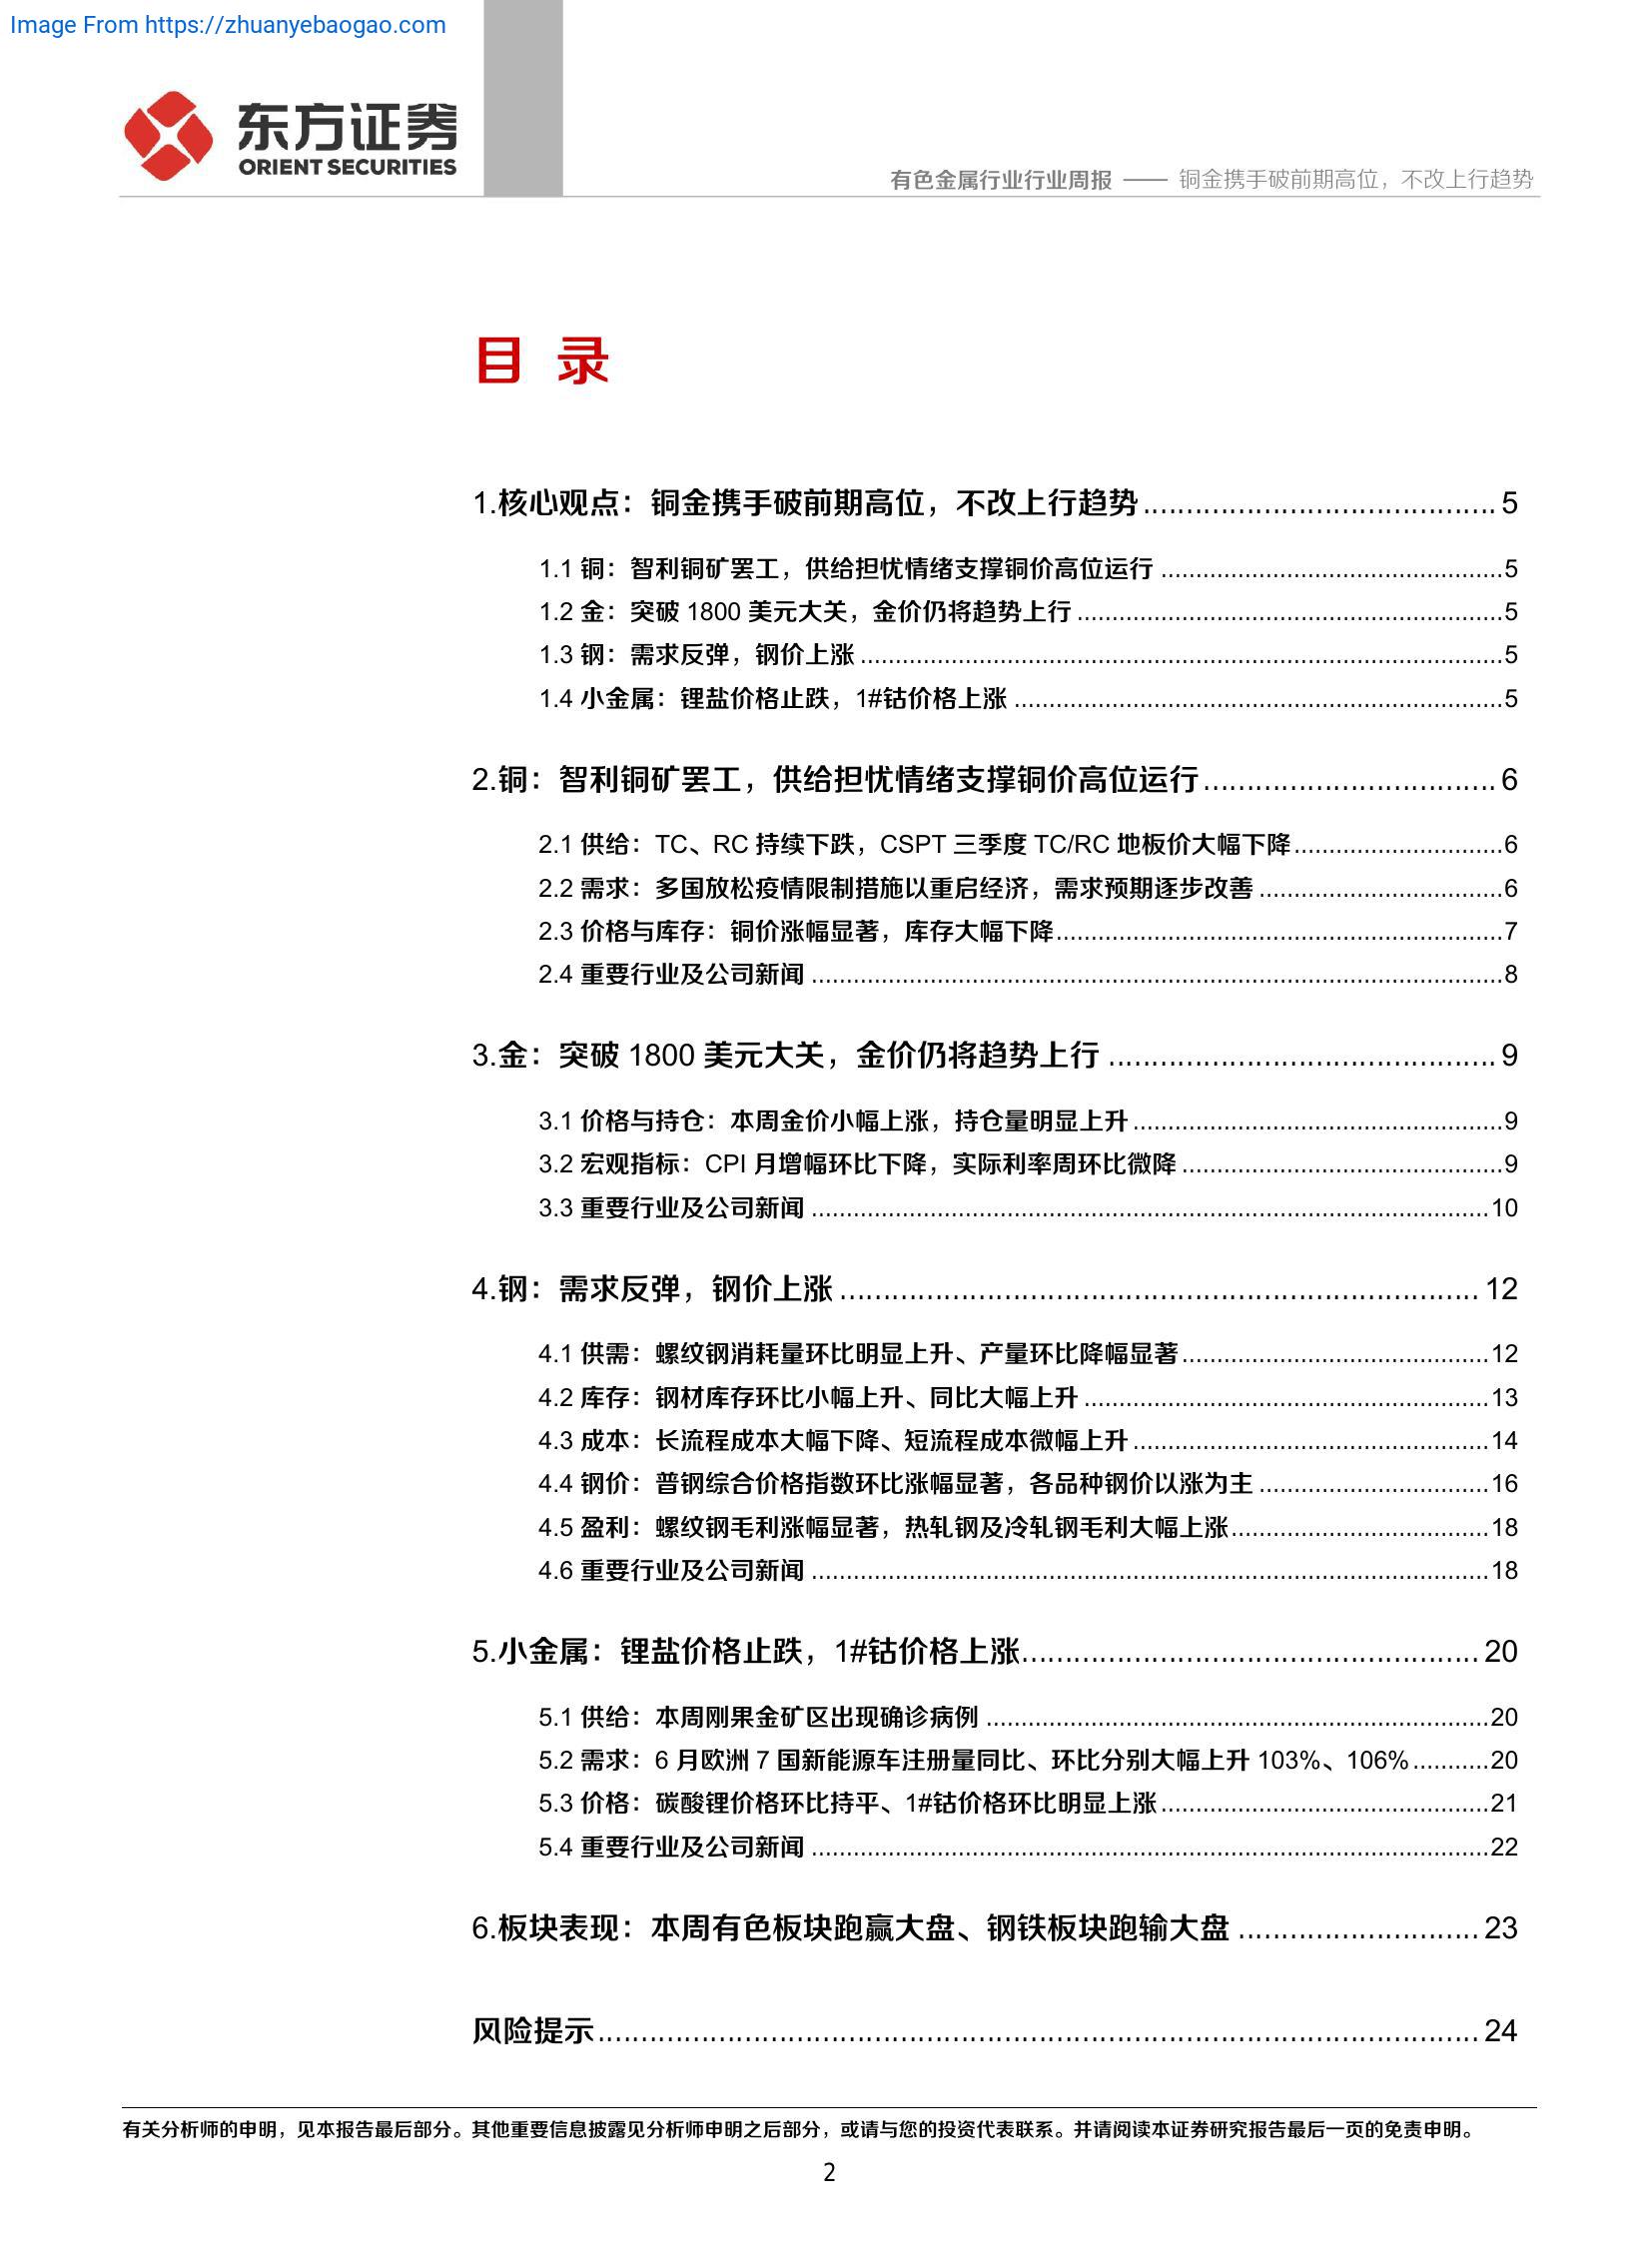 Image From https://zhuanyebaogao.com
东方证券
ORIENT SECURITIES
有色金属行业行业周报 —— 铜金携手破前期高位，不改上行趋势
目 录
1.核心观点：铜金携手破前期高位，不改上行趋势......................................... 5
1.1 铜：智利铜矿罢工，供给担忧情绪支撑铜价高位运行 .................................................5
1.2 金：突破 1800 美元大关，金价仍将趋势上行 .............................................................5
1.3 钢：需求反弹，钢价上涨 ............................................................................................5
1.4 小金属：锂盐价格止跌，1#钴价格上涨 ......................................................................5
2.铜：智利铜矿罢工，供给担忧情绪支撑铜价高位运行.................................. 6
2.1 供给：TC、RC 持续下跌，CSPT 三季度 TC/RC 地板价大幅下降..............................6
2.2 需求：多国放松疫情限制措施以重启经济，需求预期逐步改善 ...................................6
2.3 价格与库存：铜价涨幅显著，库存大幅下降................................................................7
2.4 重要行业及公司新闻 ...................................................................................................8
3.金：突破 1800 美元大关，金价仍将趋势上行 ............................................. 9
3.1 价格与持仓：本周金价小幅上涨，持仓量明显上升.....................................................9
3.2 宏观指标：CPI 月增幅环比下降，实际利率周环比微降..............................................9
3.3 重要行业及公司新闻 .................................................................................................10
4.钢：需求反弹，钢价上涨 .......................................................................... 12
4.1 供需：螺纹钢消耗量环比明显上升、产量环比降幅显著............................................12
4.2 库存：钢材库存环比小幅上升、同比大幅上升 ..........................................................13
4.3 成本：长流程成本大幅下降、短流程成本微幅上升...................................................14
4.4 钢价：普钢综合价格指数环比涨幅显著，各品种钢价以涨为主 .................................16
4.5 盈利：螺纹钢毛利涨幅显著，热轧钢及冷轧钢毛利大幅上涨.....................................18
4.6 重要行业及公司新闻 .................................................................................................18
5.小金属：锂盐价格止跌，1#钴价格上涨..................................................... 20
5.1 供给：本周刚果金矿区出现确诊病例 ........................................................................20
5.2 需求：6 月欧洲 7 国新能源车注册量同比、环比分别大幅上升 103%、106%...........20
5.3 价格：碳酸锂价格环比持平、1#钴价格环比明显上涨...............................................21
5.4 重要行业及公司新闻 .................................................................................................22
6.板块表现：本周有色板块跑赢大盘、钢铁板块跑输大盘 ............................ 23
风险提示...................................................................................................... 24
有关分析师的申明，见本报告最后部分。其他重要信息披露见分析师申明之后部分，或请与您的投资代表联系。并请阅读本证券研究报告最后一页的免责申明。
2